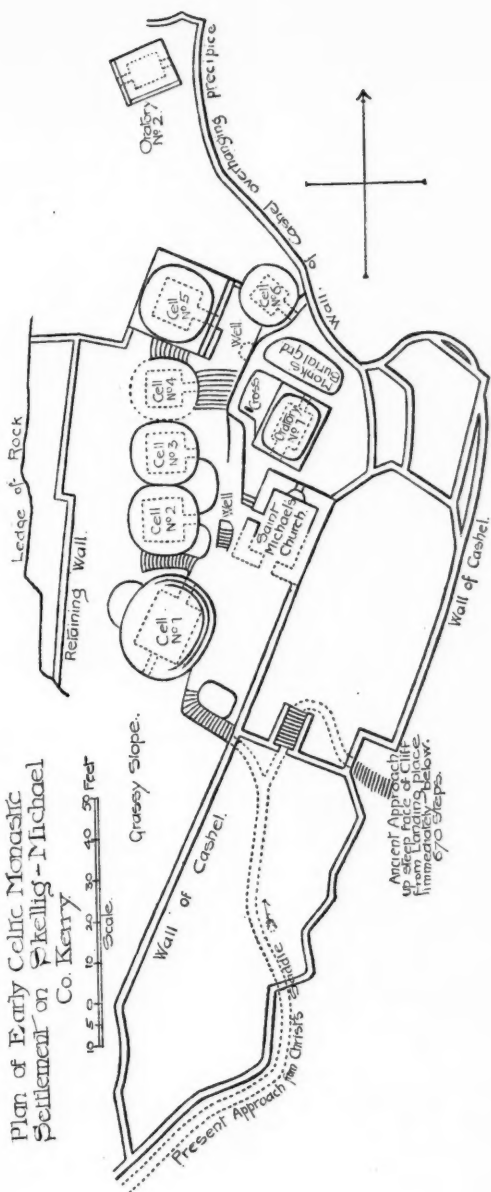 Plan of Early Celtic Monastic
Settlement on Skellig-Michael
Co. Kerry
10 5 0 10 20 30 40 50 Feet
Scale.
Ledge of Rock
Retaining Wall.
Grassy Slope.
Cell
No 1
Cell
No 2
Cell
No 3
Cell
No 4
Cell
No 5
Cell
No 6
Well
Well
Cross
Monks
Burial Grd
Oratory
No 1
Saint
Michael's
Church.
Oratory
No 2.
Wall of Cashel overhanging precipice
Wall of Cashel
Wall of Cashel.
Present Approach from Christ's Saddle
Ancient Approach
up steep face of Cliff
from Landing place
immediately below.
670 steps.